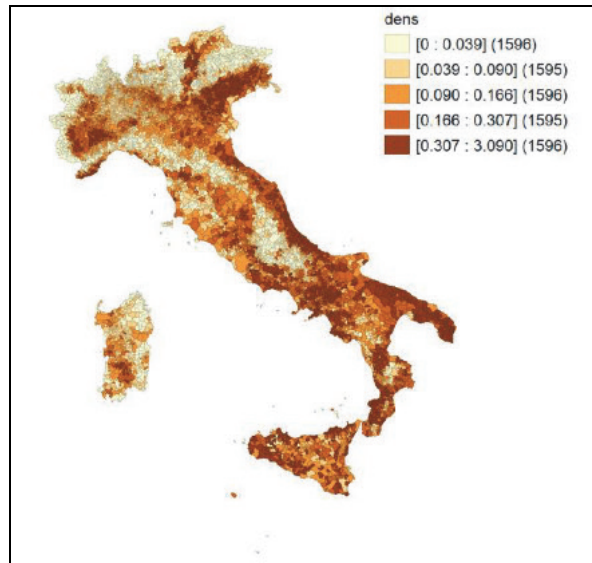 dens
[0 : 0.039] (1596)
[0.039 : 0.090] (1595)
[0.090 : 0.166] (1596)
[0.166 : 0.307] (1595)
[0.307 : 3.090] (1596)